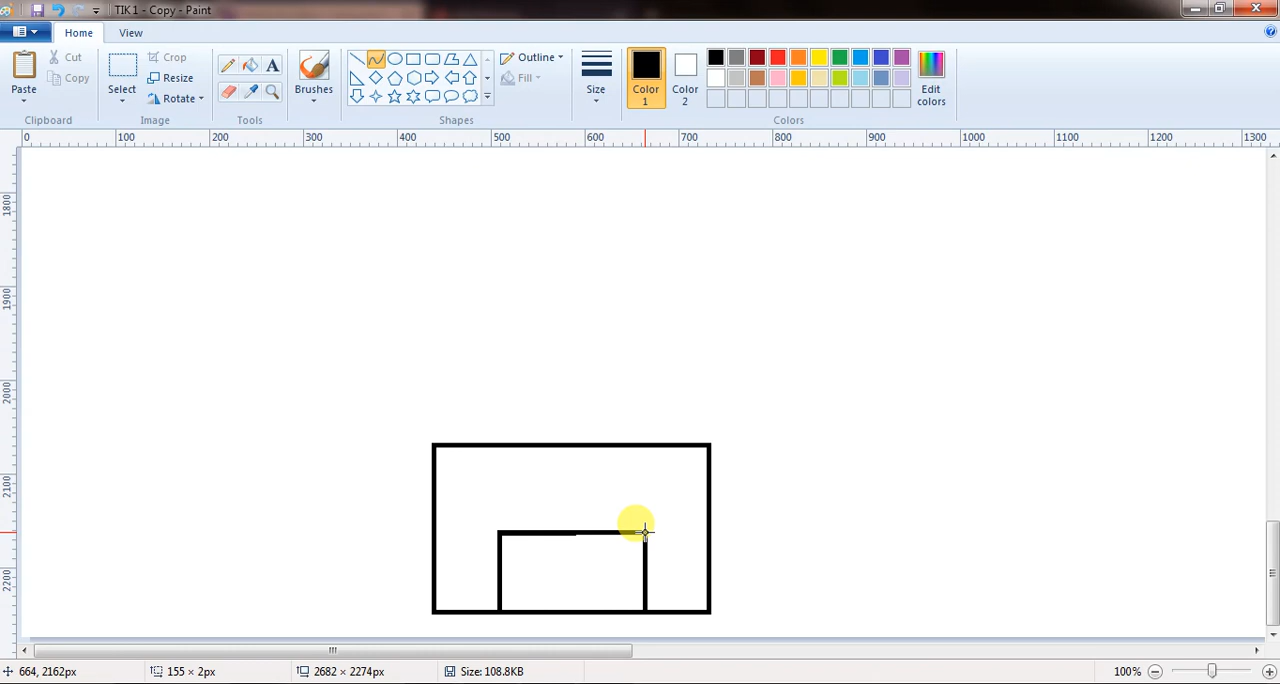 TIK 1 - Copy - Paint
Home View
Paste
Cut
Copy
Clipboard
Select
Crop
Resize
Rotate
Image
A
Tools
Brushes
Shapes
Outline
Fill
Size
Color 1
Color 2
Edit colors
Colors
0 100 200 300 400 500 600 700 800 900 1000 1100 1200 1300
1800
1900
2000
2100
2200
664, 2162px 155 × 2px 2682 × 2274px Size: 108.8KB 100%